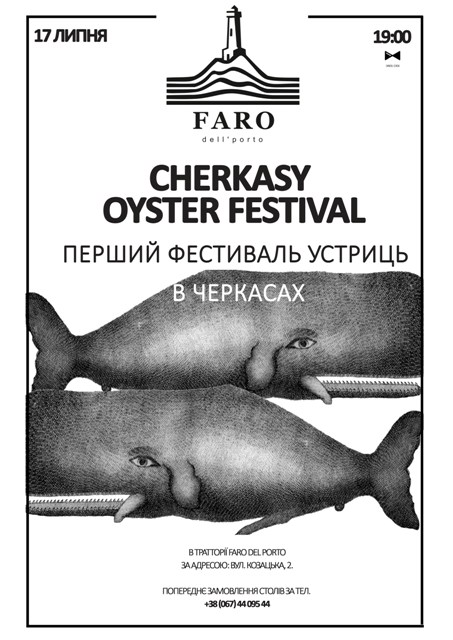 17 ЛИПНЯ
19:00
FARO
dell'porto
CHERKASY
OYSTER FESTIVAL
ПЕРШИЙ ФЕСТИВАЛЬ УСТРИЦЬ
В ЧЕРКАСАХ
В ТРАТТОРІЇ FARO DEL PORTO
ЗА АДРЕСОЮ: ВУЛ. КОЗАЦЬКА, 2.
ПОПЕРЕДНЄ ЗАМОВЛЕННЯ СТОЛІВ ЗА ТЕЛ.
+38 (067) 44 095 44